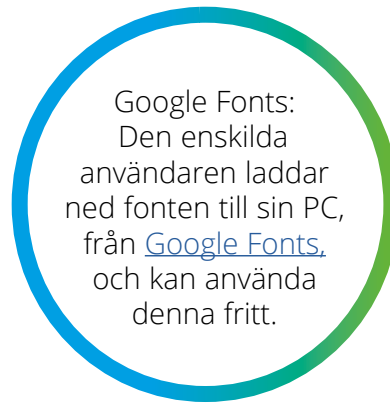 Google Fonts:
Den enskilda
användaren laddar
ned fonten till sin PC,
från Google Fonts,
och kan använda
denna fritt.